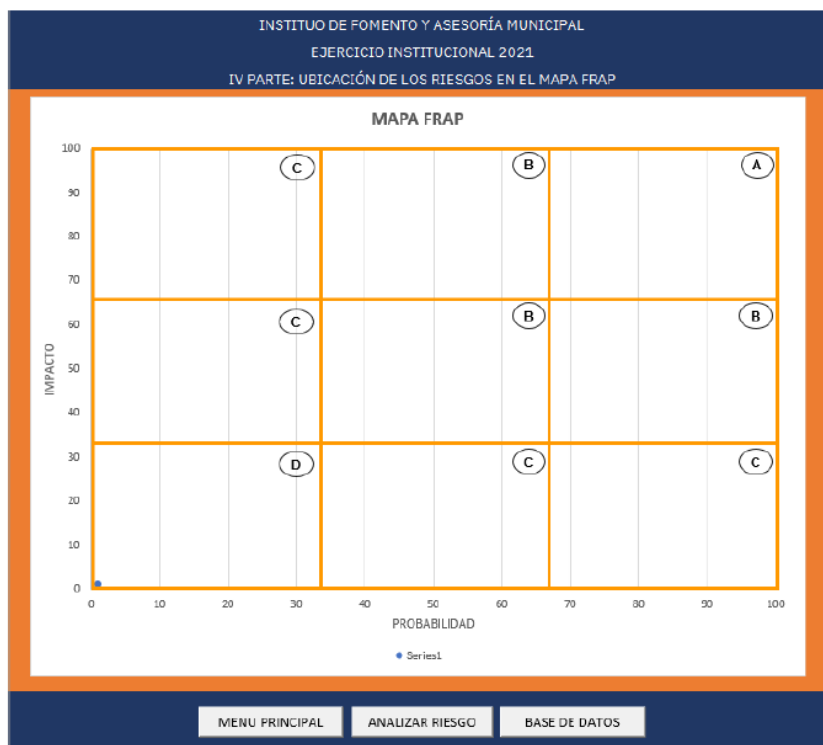 INSTITUO DE FOMENTO Y ASESORÍA MUNICIPAL
EJERCICIO INSTITUCIONAL 2021
IV PARTE: UBICACIÓN DE LOS RIESGOS EN EL MAPA FRAP
MAPA FRAP
100
C
B
A
90
80
70
60
C
B
B
IMPACTO
50
40
30
D
C
C
20
10
0
0 10 20 30 40 50 60 70 80 90 100
PROBABILIDAD
Series1
MENU PRINCIPAL ANALIZAR RIESGO BASE DE DATOS